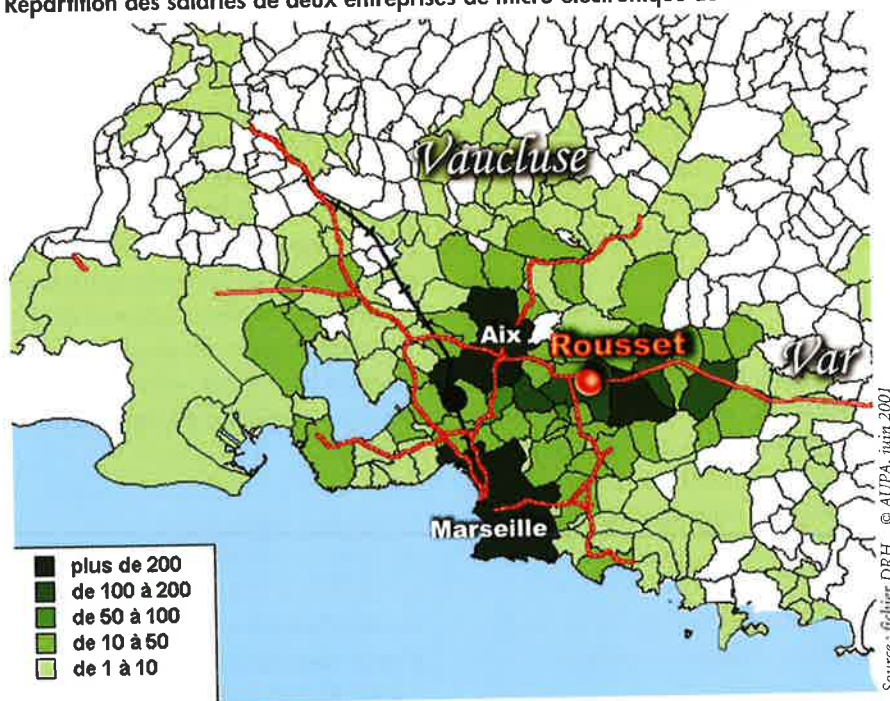 Répartition des salariés de deux entreprises de micro électronique
Vaucluse
Aix
Rousset
Var
Marseille
plus de 200
de 100 à 200
de 50 à 100
de 10 à 50
de 1 à 10
Source : fichier DRH © AUPA, juin 2001